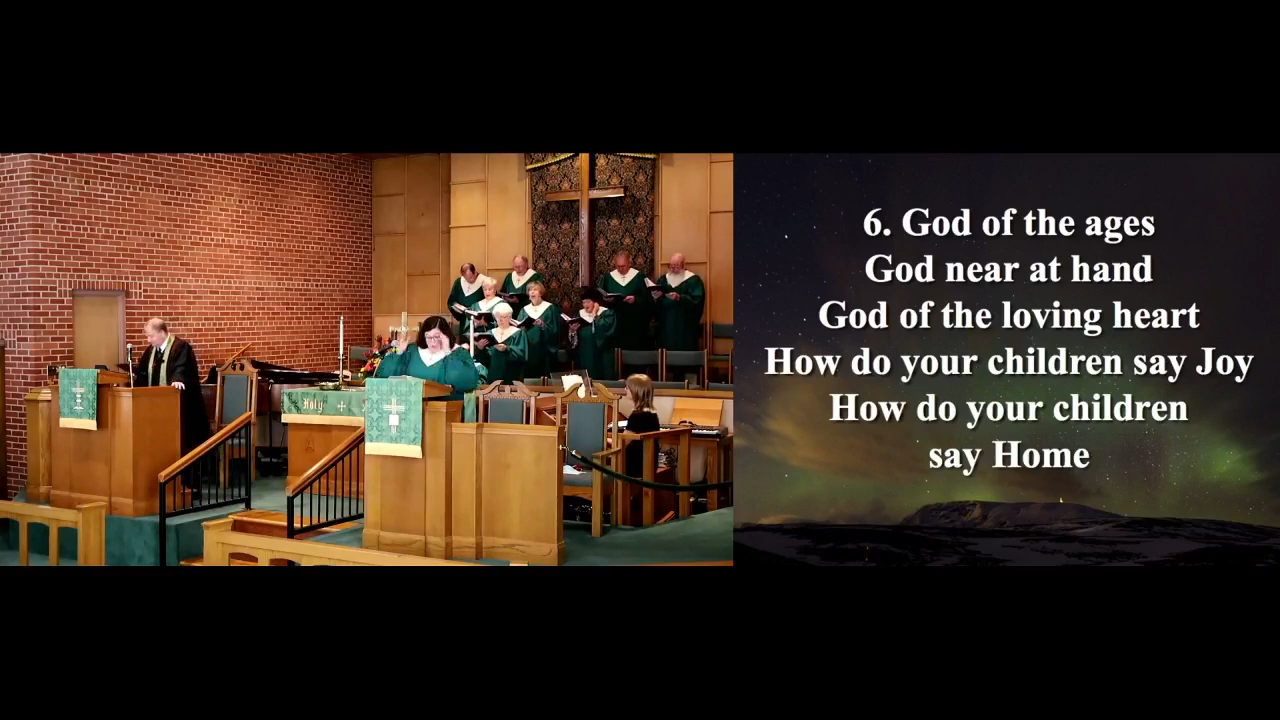 Holy
6. God of the ages
God near at hand
God of the loving heart
How do your children say Joy
How do your children
say Home